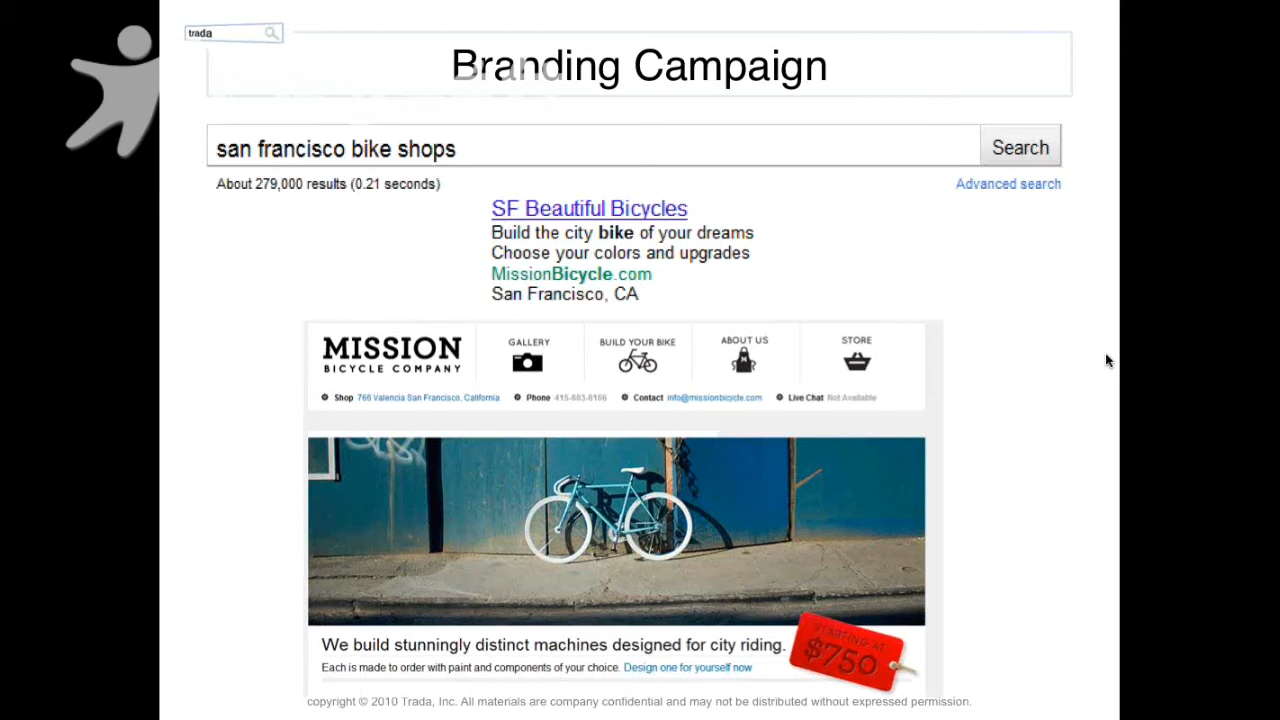 trada
Branding Campaign
san francisco bike shops
Search
About 279,000 results (0.21 seconds)
Advanced search
SF Beautiful Bicycles
Build the city bike of your dreams
Choose your colors and upgrades
MissionBicycle.com
San Francisco, CA
MISSION
BICYCLE COMPANY
GALLERY
BUILD YOUR BIKE
ABOUT US
STORE
Shop 766 Valencia San Francisco, California
Phone 415-683-6166
Contact info@missionbicycle.com
Live Chat Not Available
We build stunningly distinct machines designed for city riding.
STARTING AT
$750
Each is made to order with paint and components of your choice. Design one for yourself now
copyright © 2010 Trada, Inc. All materials are company confidential and may not be distributed without expressed permission.